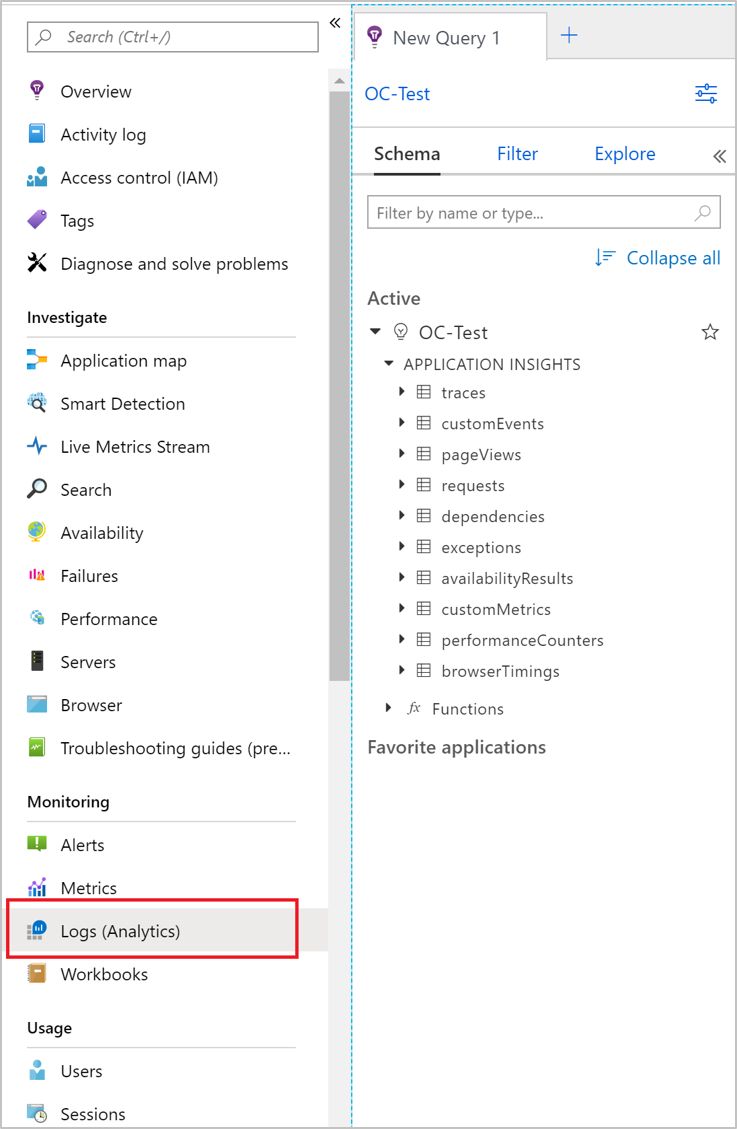 Search (Ctrl+/)
«
Overview
Activity log
Access control (IAM)
Tags
Diagnose and solve problems
Investigate
Application map
Smart Detection
Live Metrics Stream
Search
Availability
Failures
Performance
Servers
Browser
Troubleshooting guides (pre...
Monitoring
Alerts
Metrics
Logs (Analytics)
Workbooks
Usage
Users
Sessions
New Query 1 +
OC-Test
Schema Filter Explore «
Filter by name or type...
Collapse all
Active
OC-Test
APPLICATION INSIGHTS
traces
customEvents
pageViews
requests
dependencies
exceptions
availabilityResults
customMetrics
performanceCounters
browserTimings
fx Functions
Favorite applications